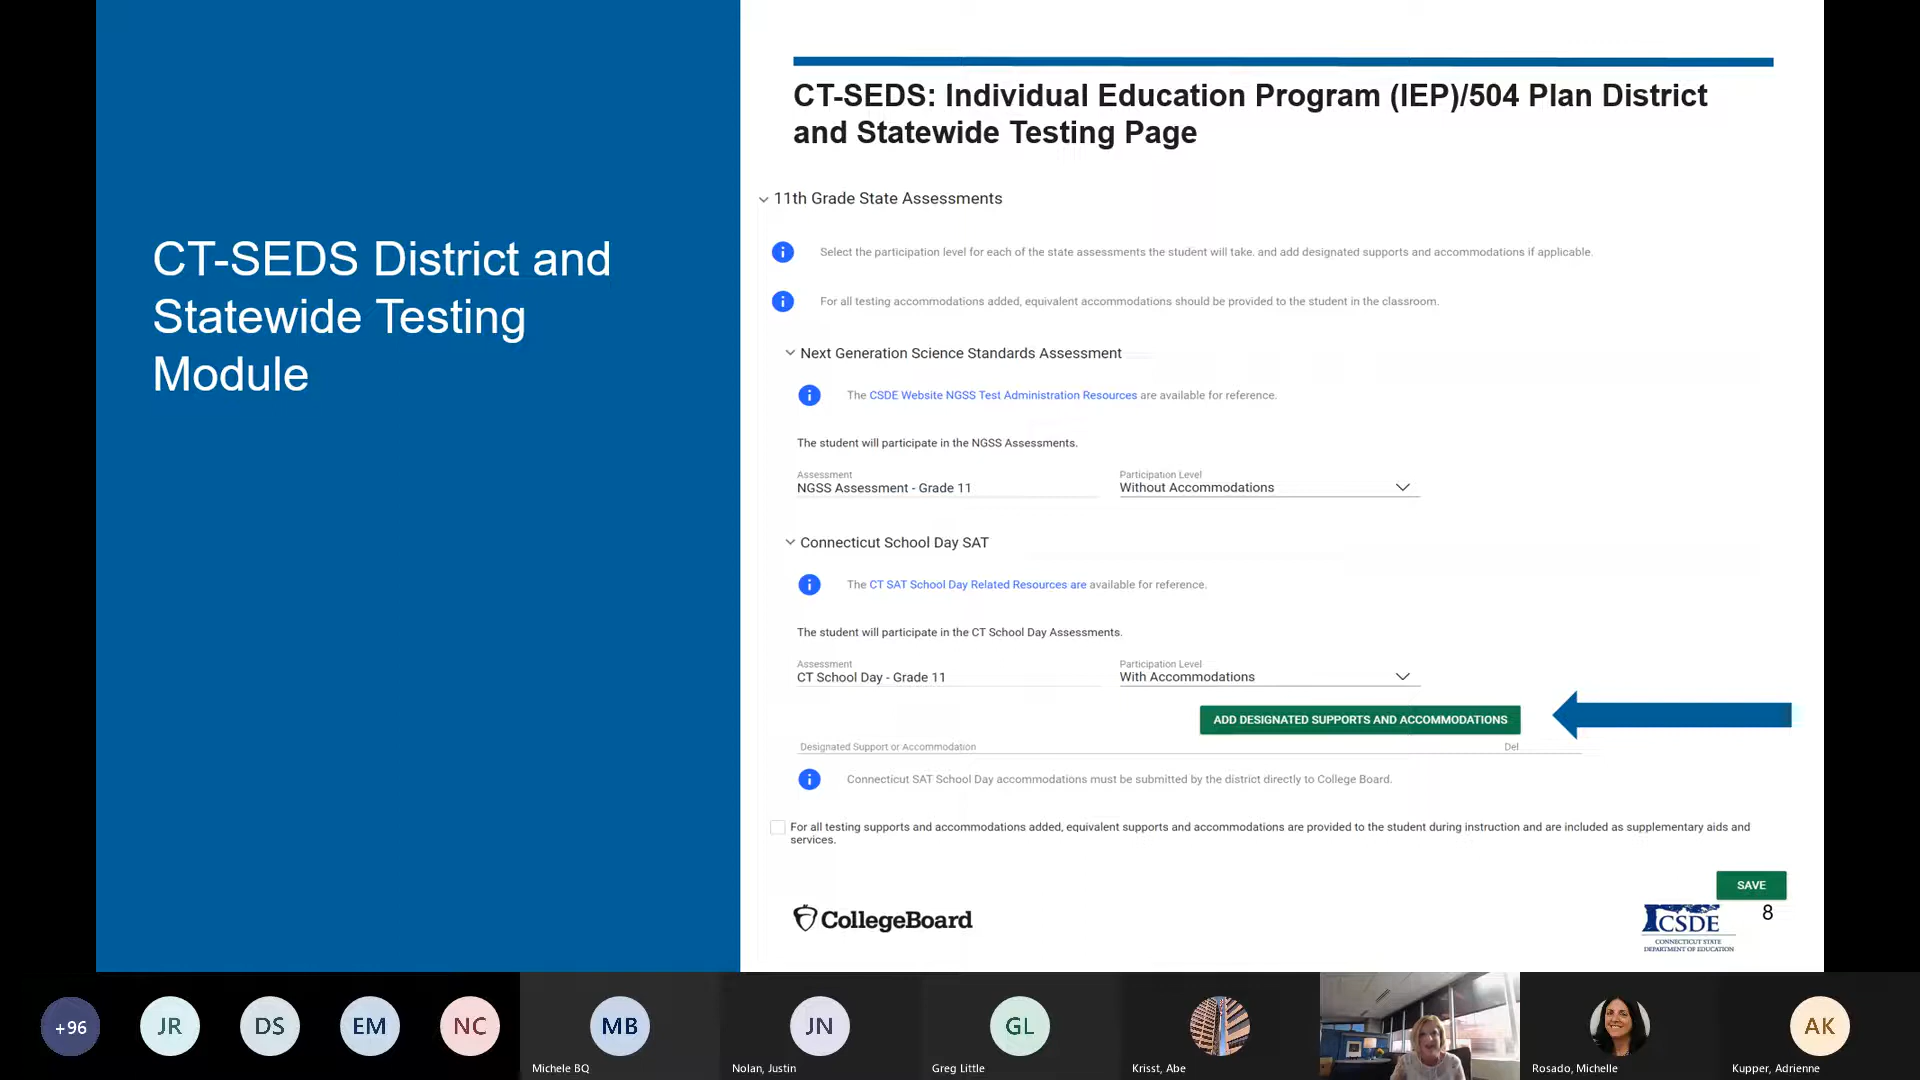 CT-SEDS District and
Statewide Testing
Module
CT-SEDS: Individual Education Program (IEP)/504 Plan District
and Statewide Testing Page
11th Grade State Assessments
Select the participation level for each of the state assessments the student will take. and add designated supports and accommodations if applicable.
For all testing accommodations added, equivalent accommodations should be provided to the student in the classroom.
Next Generation Science Standards Assessment
The CSDE Website NGSS Test Administration Resources are available for reference.
The student will participate in the NGSS Assessments.
Assessment
NGSS Assessment - Grade 11
Participation Level
Without Accommodations
Connecticut School Day SAT
The CT SAT School Day Related Resources are available for reference.
The student will participate in the CT School Day Assessments.
Assessment
CT School Day - Grade 11
Participation Level
With Accommodations
ADD DESIGNATED SUPPORTS AND ACCOMMODATIONS
Designated Support or Accommodation Del
Connecticut SAT School Day accommodations must be submitted by the district directly to College Board.
For all testing supports and accommodations added, equivalent supports and accommodations are provided to the student during instruction and are included as supplementary aids and
services.
SAVE
CollegeBoard
CSDE
CONNECTICUT STATE
DEPARTMENT OF EDUCATION
8
+96
JR
DS
EM
NC
MB
Michele BQ
JN
Nolan, Justin
GL
Greg Little
Krisst, Abe
Rosado, Michelle
AK
Kupper, Adrienne